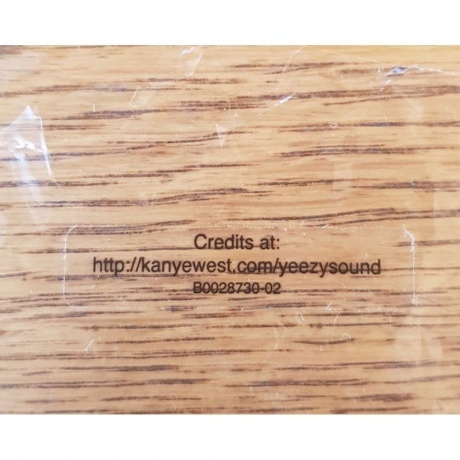 Credits at:
http://kanyewest.com/yeezysound
B0028730-02